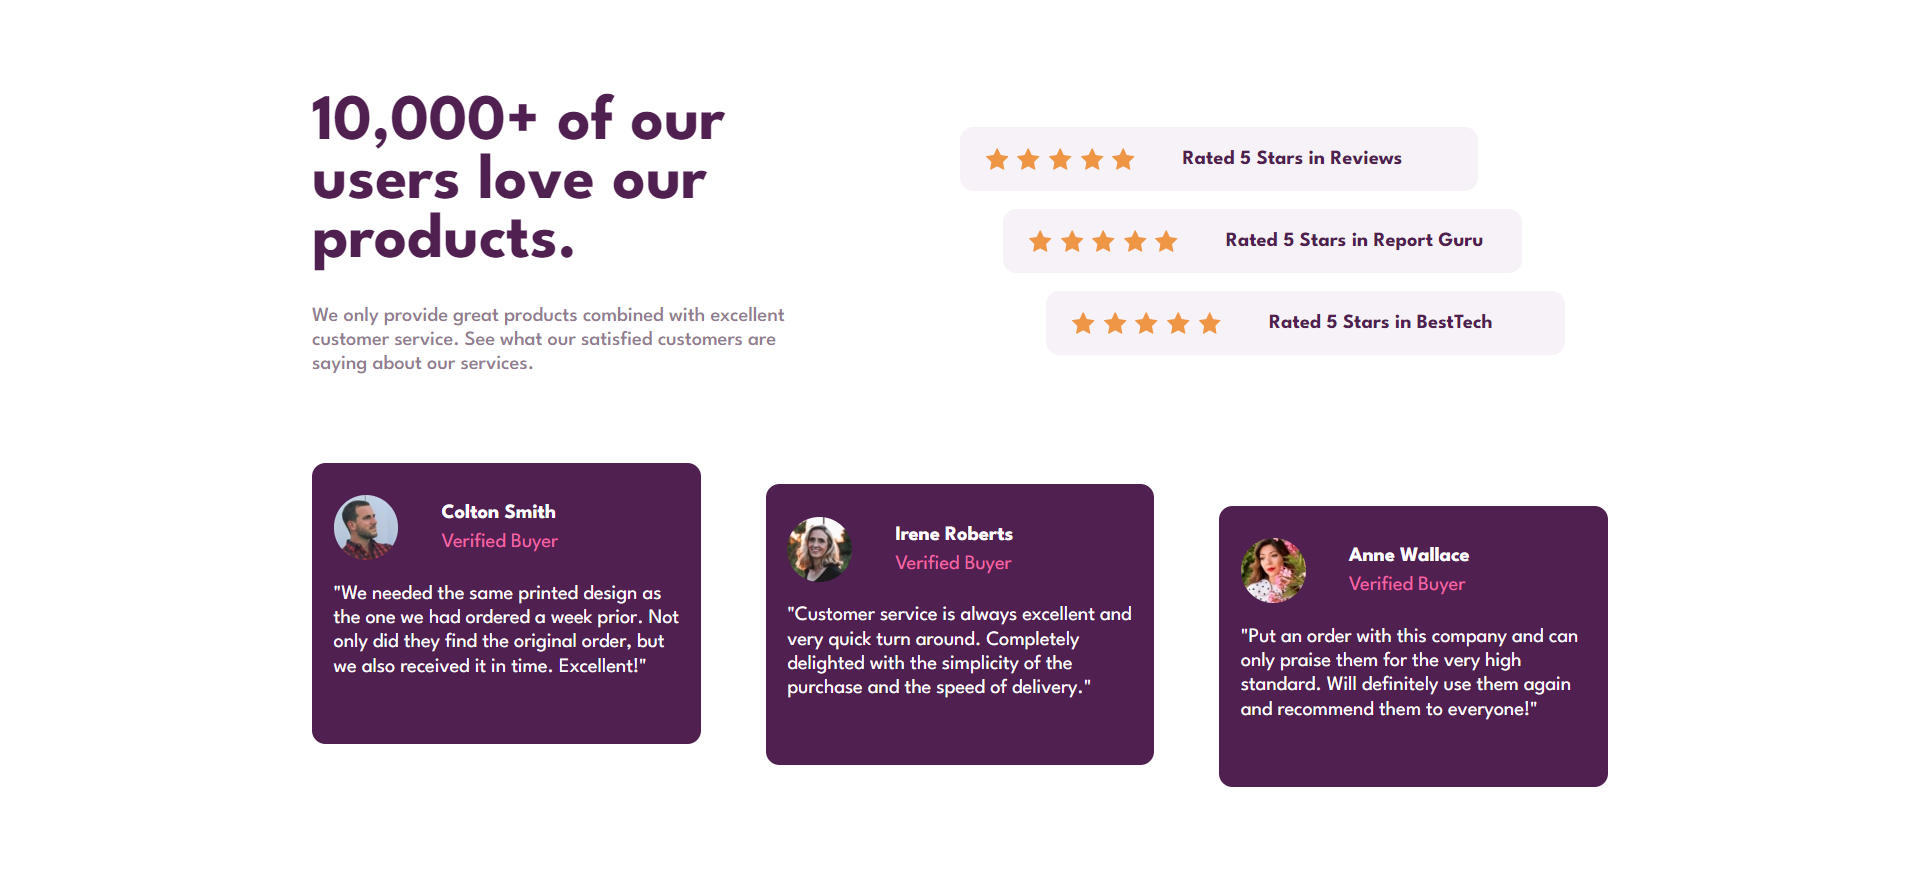 10,000+ of our
users love our
products.
We only provide great products combined with excellent
customer service. See what our satisfied customers are
saying about our services.
Rated 5 Stars in Reviews
Rated 5 Stars in Report Guru
Rated 5 Stars in BestTech
Colton Smith
Verified Buyer
"We needed the same printed design as
the one we had ordered a week prior. Not
only did they find the original order, but
we also received it in time. Excellent!"
Irene Roberts
Verified Buyer
"Customer service is always excellent and
very quick turn around. Completely
delighted with the simplicity of the
purchase and the speed of delivery."
Anne Wallace
Verified Buyer
"Put an order with this company and can
only praise them for the very high
standard. Will definitely use them again
and recommend them to everyone!"